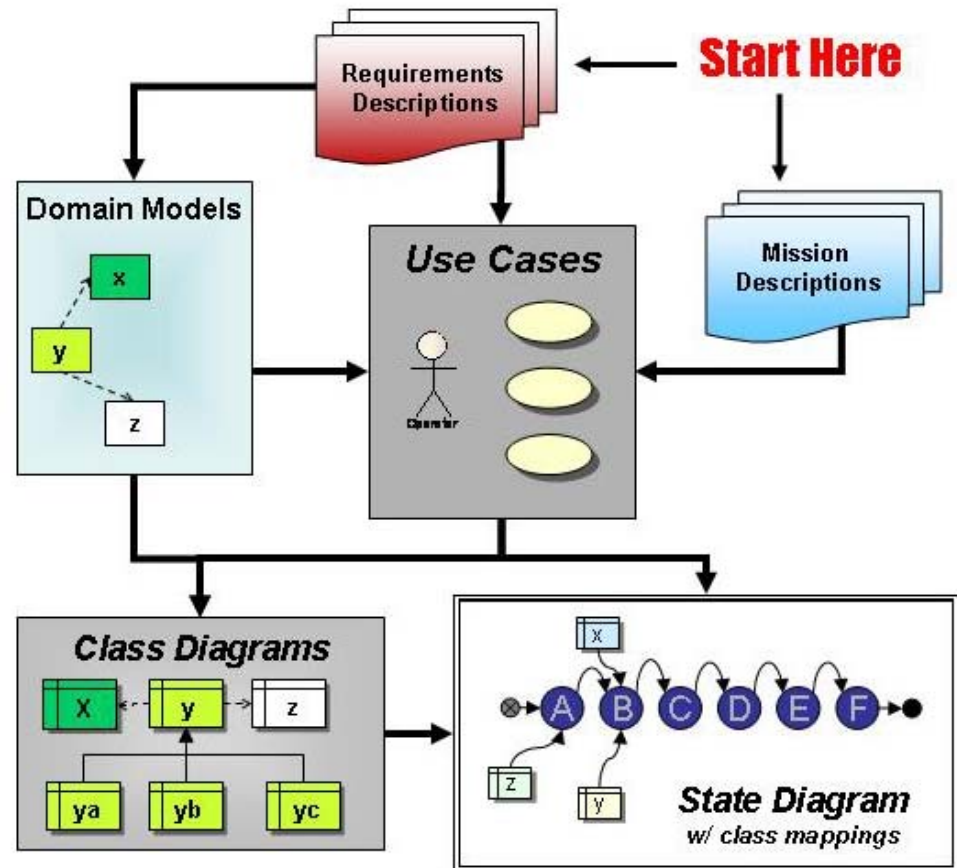 Start Here
Requirements
Descriptions
Domain Models
x
y
z
Use Cases
Operator
Mission
Descriptions
Class Diagrams
X
y
z
ya
yb
yc
x
A
B
C
D
E
F
z
y
State Diagram
w/ class mappings